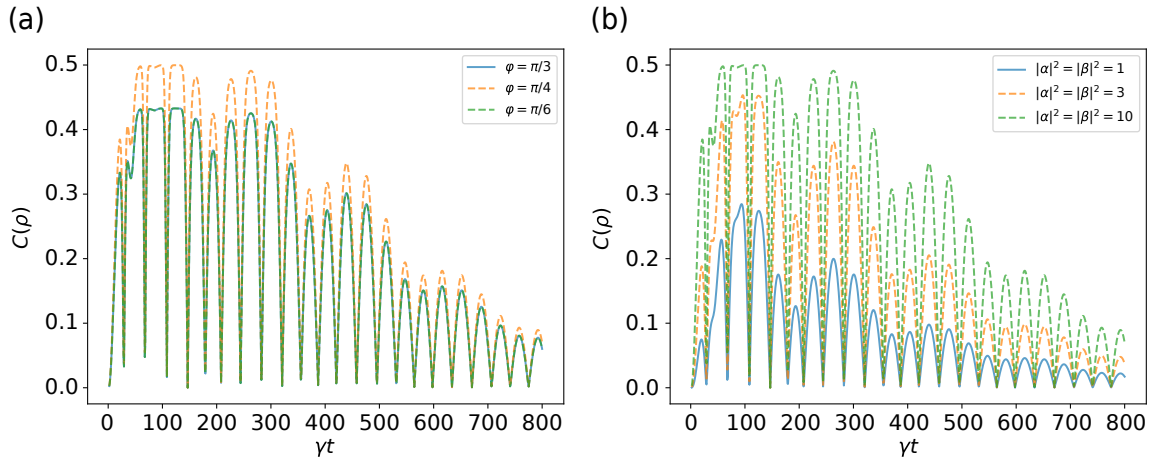 (a)
0.5
0.4
0.3
0.2
0.1
0.0
C(ρ)
0 100 200 300 400 500 600 700 800
γt
φ = π/3
φ = π/4
φ = π/6
(b)
0.5
0.4
0.3
0.2
0.1
0.0
C(ρ)
0 100 200 300 400 500 600 700 800
γt
|α|² = |β|² = 1
|α|² = |β|² = 3
|α|² = |β|² = 10